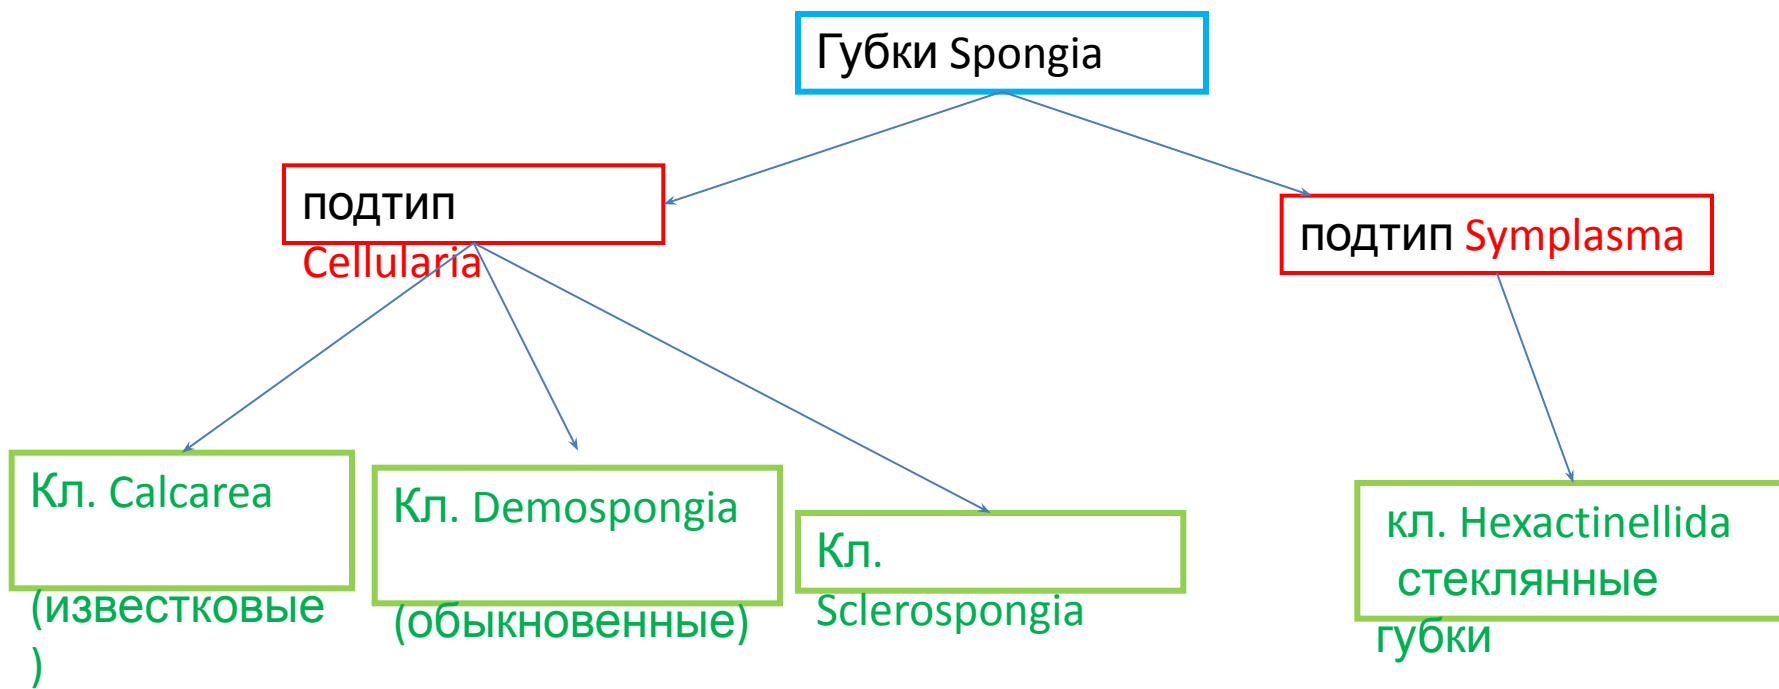 Губки Spongia
подтип
Cellularia
подтип Symplasma
Кл. Calcarea
(известковые
)
Кл. Demospongia
(обыкновенные)
Кл.
Sclerospongia
кл. Hexactinellida
стеклянные
губки